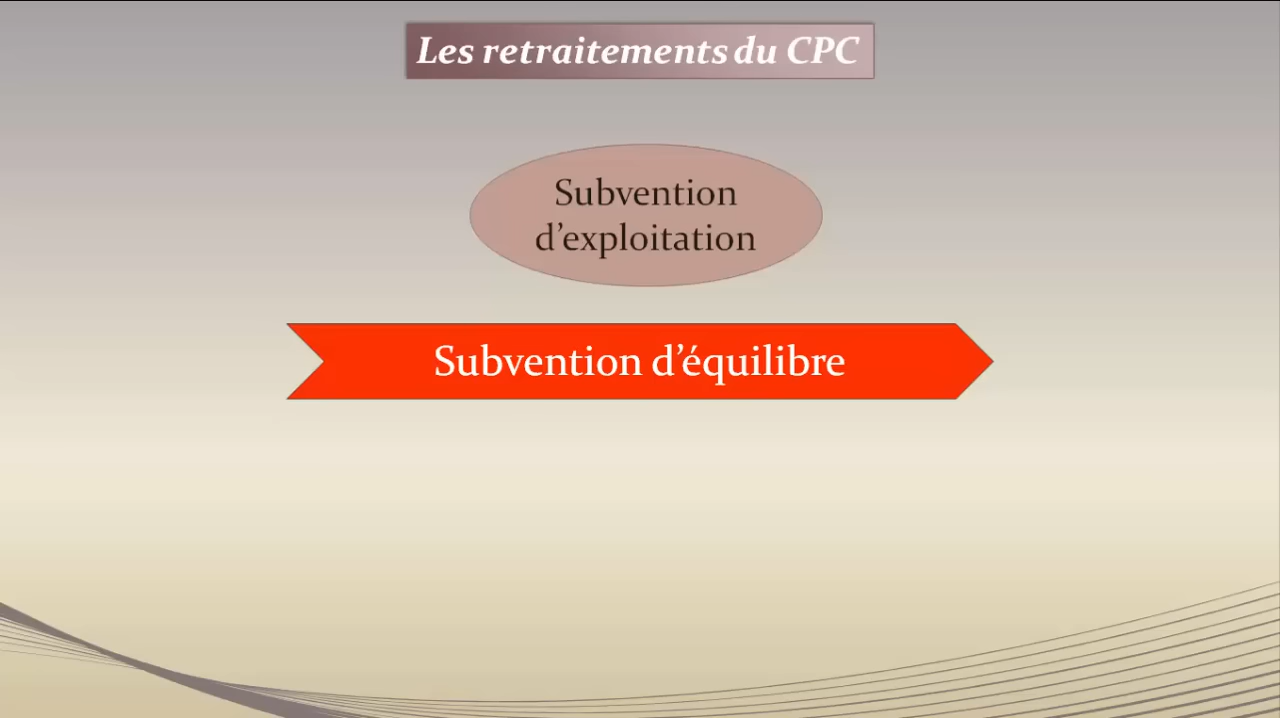 Les retraitements du CPC
Subvention
d’exploitation
Subvention d’équilibre